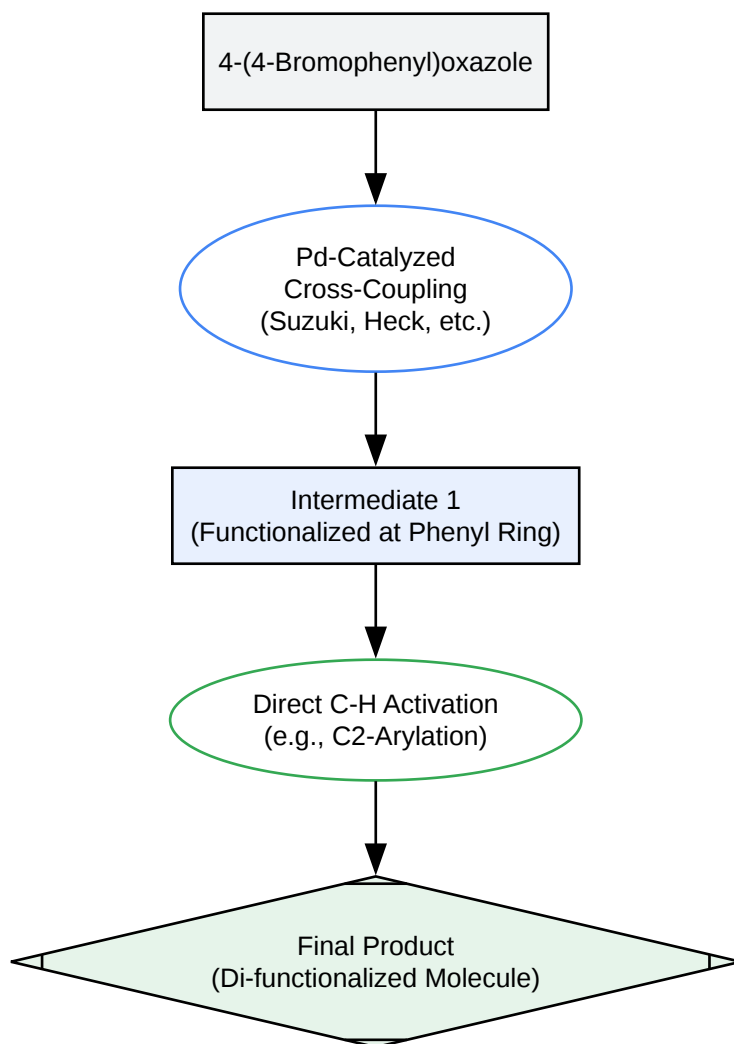 4-(4-Bromophenyl)oxazole
Pd-Catalyzed
Cross-Coupling
(Suzuki, Heck, etc.)
Intermediate 1
(Functionalized at Phenyl Ring)
Direct C-H Activation
(e.g., C2-Arylation)
Final Product
(Di-functionalized Molecule)